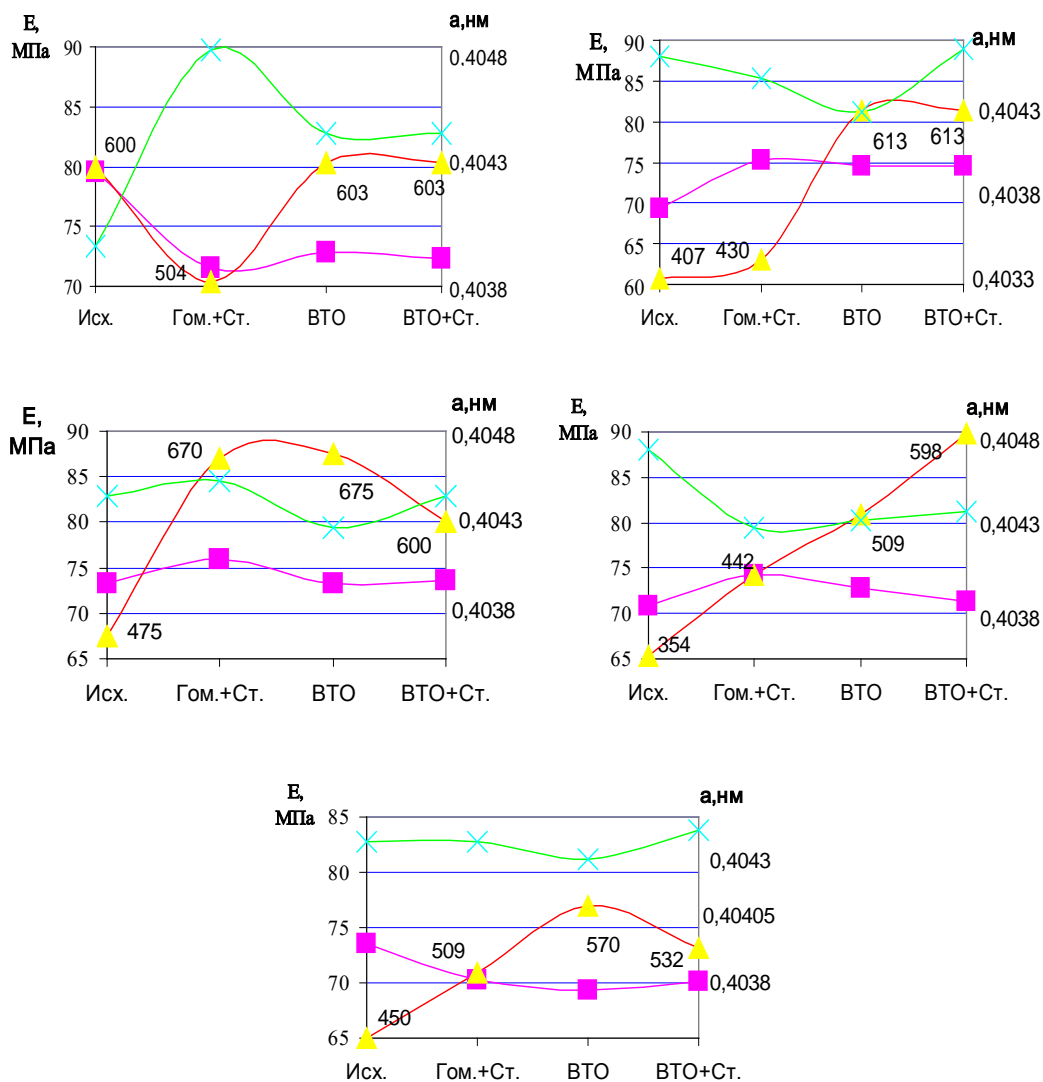 E,
МПа
a,нм
90
85
80
75
70
0,4048
0,4043
0,4038
600
504
603
603
Исх.
Гом.+Ст.
ВТО
ВТО+Ст.
E,
МПа
a,нм
90
85
80
75
70
65
60
0,4043
0,4038
0,4033
407
430
613
613
Исх.
Гом.+Ст.
ВТО
ВТО+Ст.
E,
МПа
a,нм
90
85
80
75
70
65
0,4048
0,4043
0,4038
475
670
675
600
Исх.
Гом.+Ст.
ВТО
ВТО+Ст.
E,
МПа
a,нм
90
85
80
75
70
65
0,4048
0,4043
0,4038
354
442
509
598
Исх.
Гом.+Ст.
ВТО
ВТО+Ст.
E,
МПа
a,нм
85
80
75
70
65
0,4043
0,40405
0,4038
450
509
570
532
Исх.
Гом.+Ст.
ВТО
ВТО+Ст.